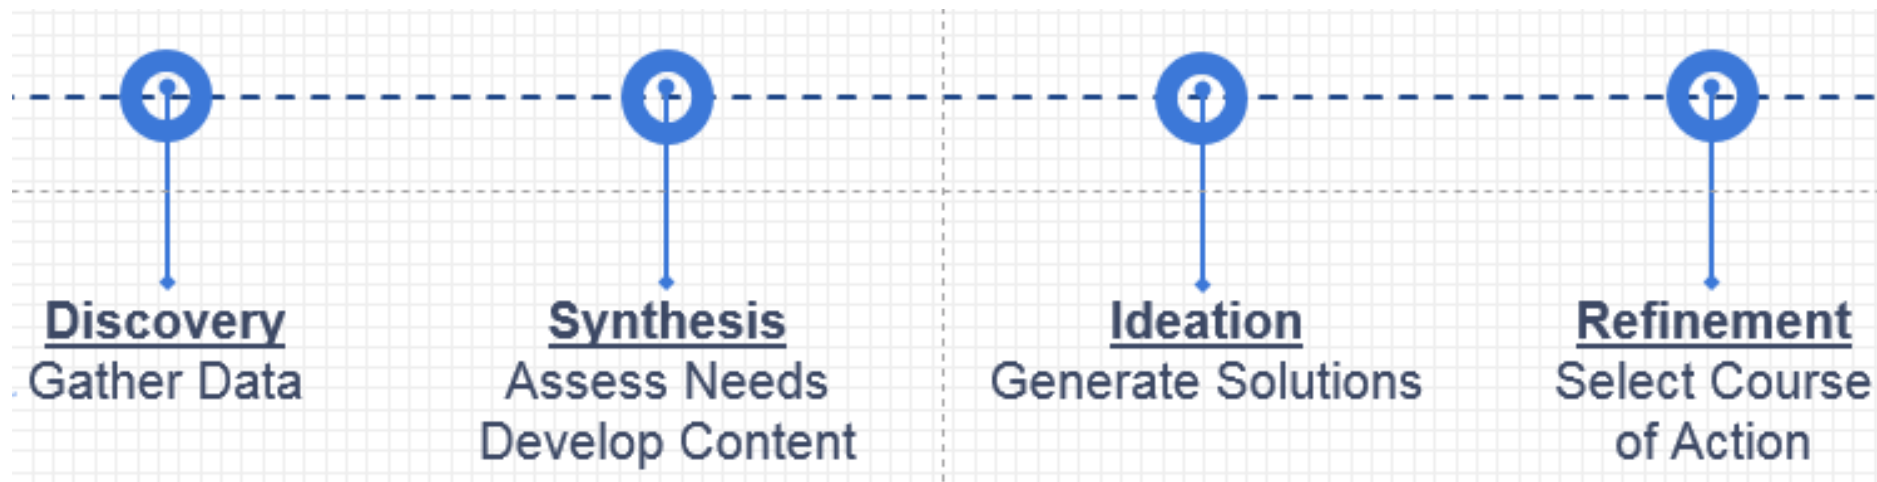 Discovery
Gather Data
Synthesis
Assess Needs
Develop Content
Ideation
Generate Solutions
Refinement
Select Course
of Action